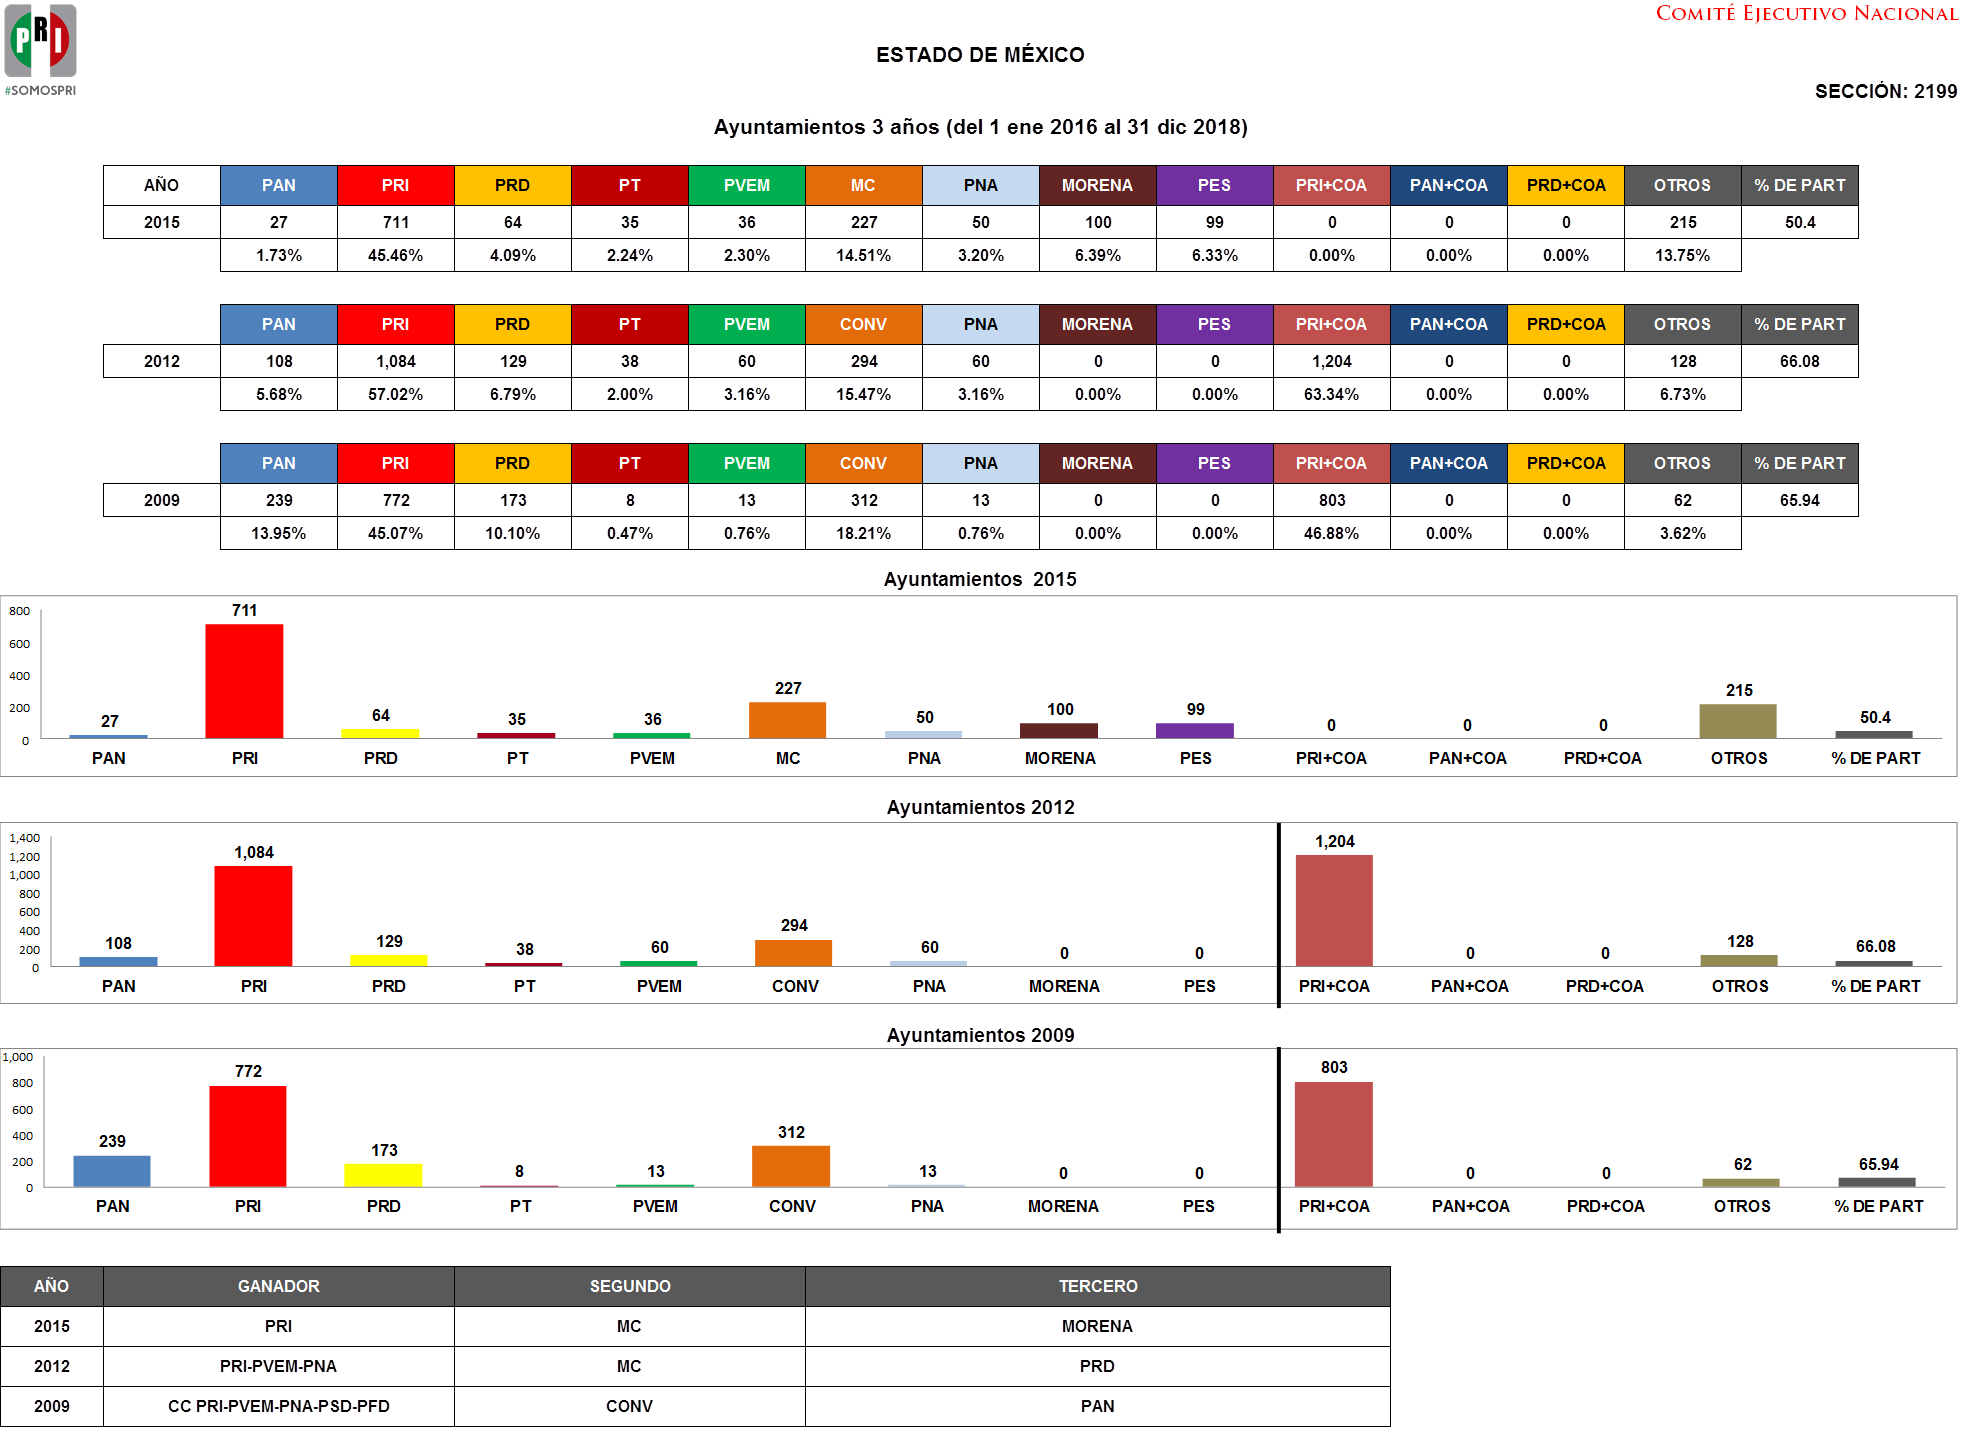 COMITÉ EJECUTIVO NACIONAL
PRI
#SOMOSPRI
ESTADO DE MÉXICO
SECCIÓN: 2199
Ayuntamientos 3 años (del 1 ene 2016 al 31 dic 2018)
AÑO PAN PRI PRD PT PVEM MC PNA MORENA PES PRI+COA PAN+COA PRD+COA OTROS % DE PART
2015 27 711 64 35 36 227 50 100 99 0 0 0 215 50.4
1.73% 45.46% 4.09% 2.24% 2.30% 14.51% 3.20% 6.39% 6.33% 0.00% 0.00% 0.00% 13.75%
PAN PRI PRD PT PVEM CONV PNA MORENA PES PRI+COA PAN+COA PRD+COA OTROS % DE PART
2012 108 1,084 129 38 60 294 60 0 0 1,204 0 0 128 66.08
5.68% 57.02% 6.79% 2.00% 3.16% 15.47% 3.16% 0.00% 0.00% 63.34% 0.00% 0.00% 6.73%
PAN PRI PRD PT PVEM CONV PNA MORENA PES PRI+COA PAN+COA PRD+COA OTROS % DE PART
2009 239 772 173 8 13 312 13 0 0 803 0 0 62 65.94
13.95% 45.07% 10.10% 0.47% 0.76% 18.21% 0.76% 0.00% 0.00% 46.88% 0.00% 0.00% 3.62%
Ayuntamientos 2015
800
600
400
200
0
27 711 64 35 36 227 50 100 99 0 0 0 215 50.4
PAN PRI PRD PT PVEM MC PNA MORENA PES PRI+COA PAN+COA PRD+COA OTROS % DE PART
Ayuntamientos 2012
1,400
1,200
1,000
800
600
400
200
0
108 1,084 129 38 60 294 60 0 0 1,204 0 0 128 66.08
PAN PRI PRD PT PVEM CONV PNA MORENA PES PRI+COA PAN+COA PRD+COA OTROS % DE PART
Ayuntamientos 2009
1,000
800
600
400
200
0
239 772 173 8 13 312 13 0 0 803 0 0 62 65.94
PAN PRI PRD PT PVEM CONV PNA MORENA PES PRI+COA PAN+COA PRD+COA OTROS % DE PART
AÑO GANADOR SEGUNDO TERCERO
2015 PRI MC MORENA
2012 PRI-PVEM-PNA MC PRD
2009 CC PRI-PVEM-PNA-PSD-PFD CONV PAN